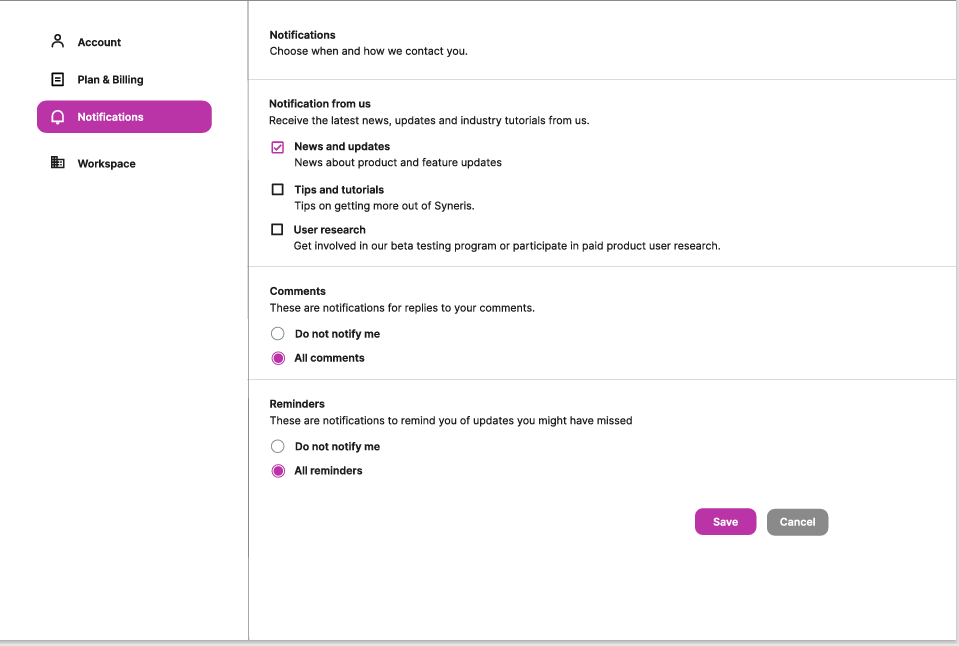 Account
Plan & Billing
Notifications
Workspace
Notifications
Choose when and how we contact you.
Notification from us
Receive the latest news, updates and industry tutorials from us.
News and updates
News about product and feature updates
Tips and tutorials
Tips on getting more out of Syneris.
User research
Get involved in our beta testing program or participate in paid product user research.
Comments
These are notifications for replies to your comments.
Do not notify me
All comments
Reminders
These are notifications to remind you of updates you might have missed
Do not notify me
All reminders
Save
Cancel